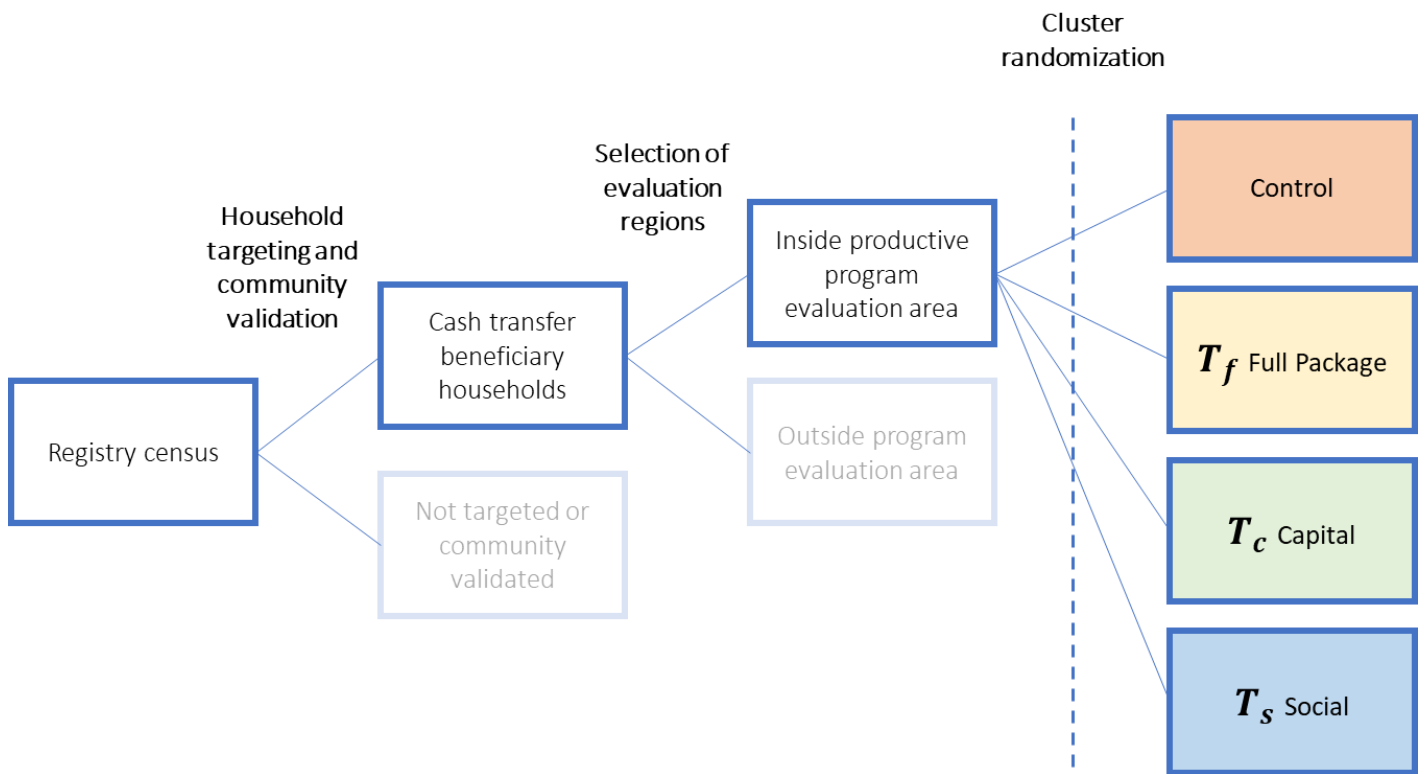 Cluster
randomization
Control
Selection of
evaluation
regions
Inside productive
program
evaluation area
Household
targeting and
community
validation
Cash transfer
beneficiary
households
T_f Full Package
Registry census
Outside program
evaluation area
Not targeted or
community
validated
T_c Capital
T_s Social